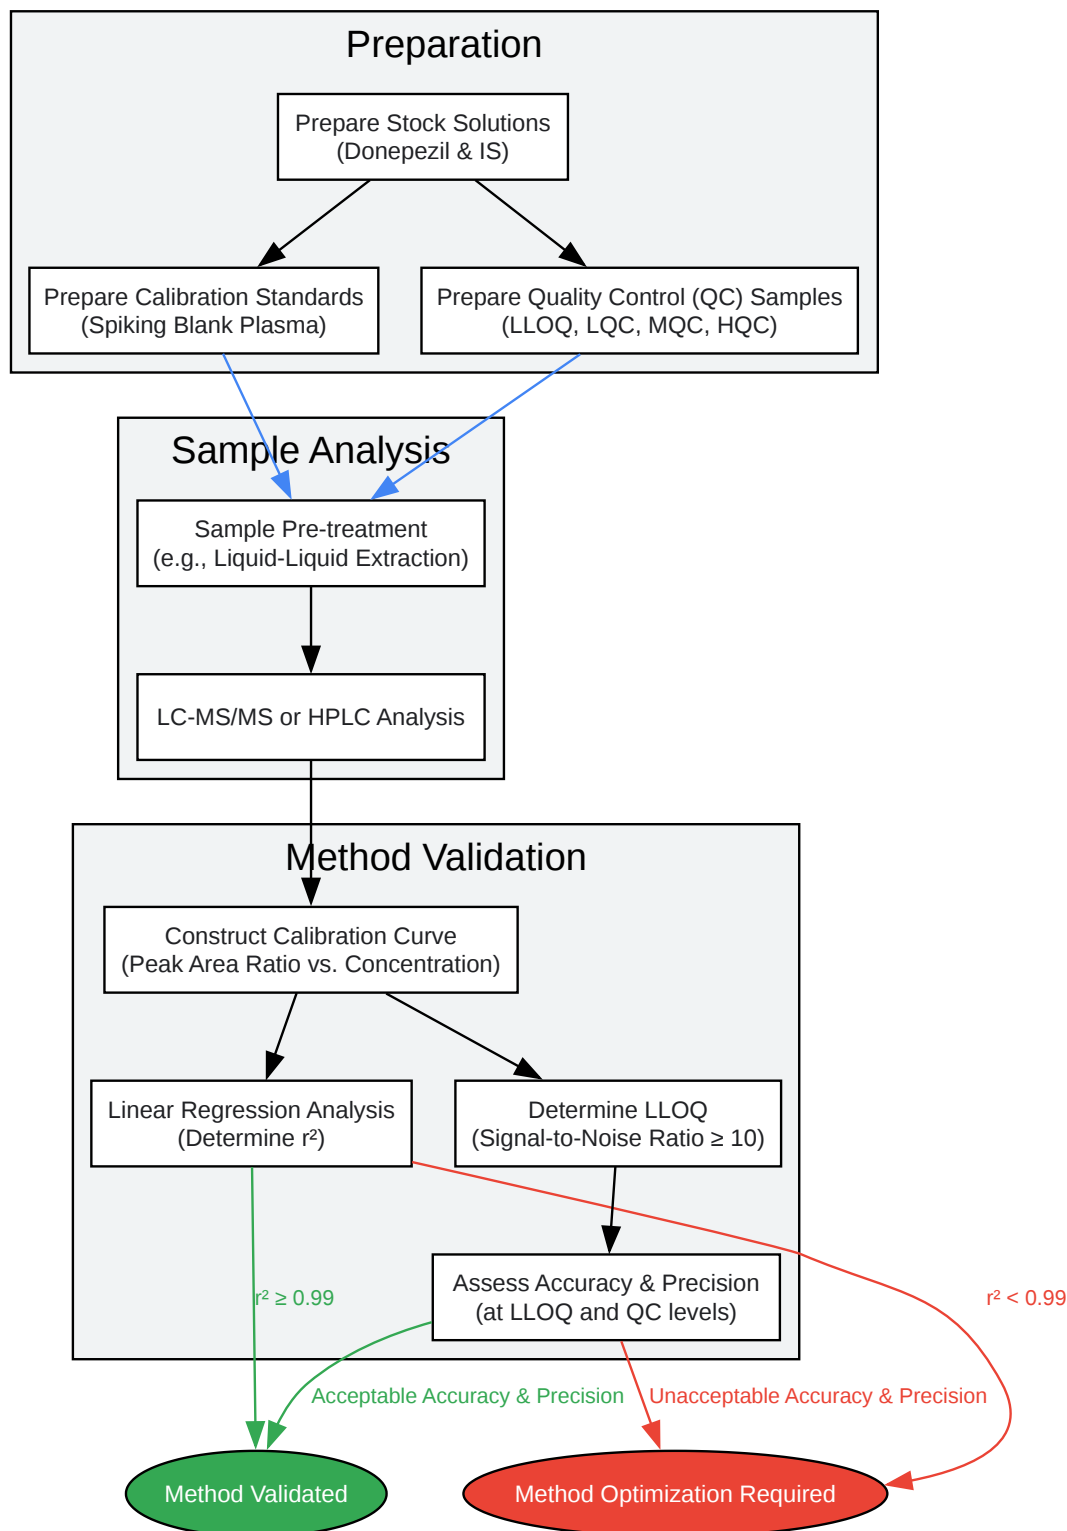 Preparation
Prepare Stock Solutions
(Donepezil & IS)
Prepare Calibration Standards
(Spiking Blank Plasma)
Prepare Quality Control (QC) Samples
(LLOQ, LQC, MQC, HQC)
Sample Analysis
Sample Pre-treatment
(e.g., Liquid-Liquid Extraction)
LC-MS/MS or HPLC Analysis
Method Validation
Construct Calibration Curve
(Peak Area Ratio vs. Concentration)
Linear Regression Analysis
(Determine r²)
Determine LLOQ
(Signal-to-Noise Ratio ≥ 10)
Assess Accuracy & Precision
(at LLOQ and QC levels)
r² ≥ 0.99
r² < 0.99
Acceptable Accuracy & Precision
Unacceptable Accuracy & Precision
Method Validated
Method Optimization Required